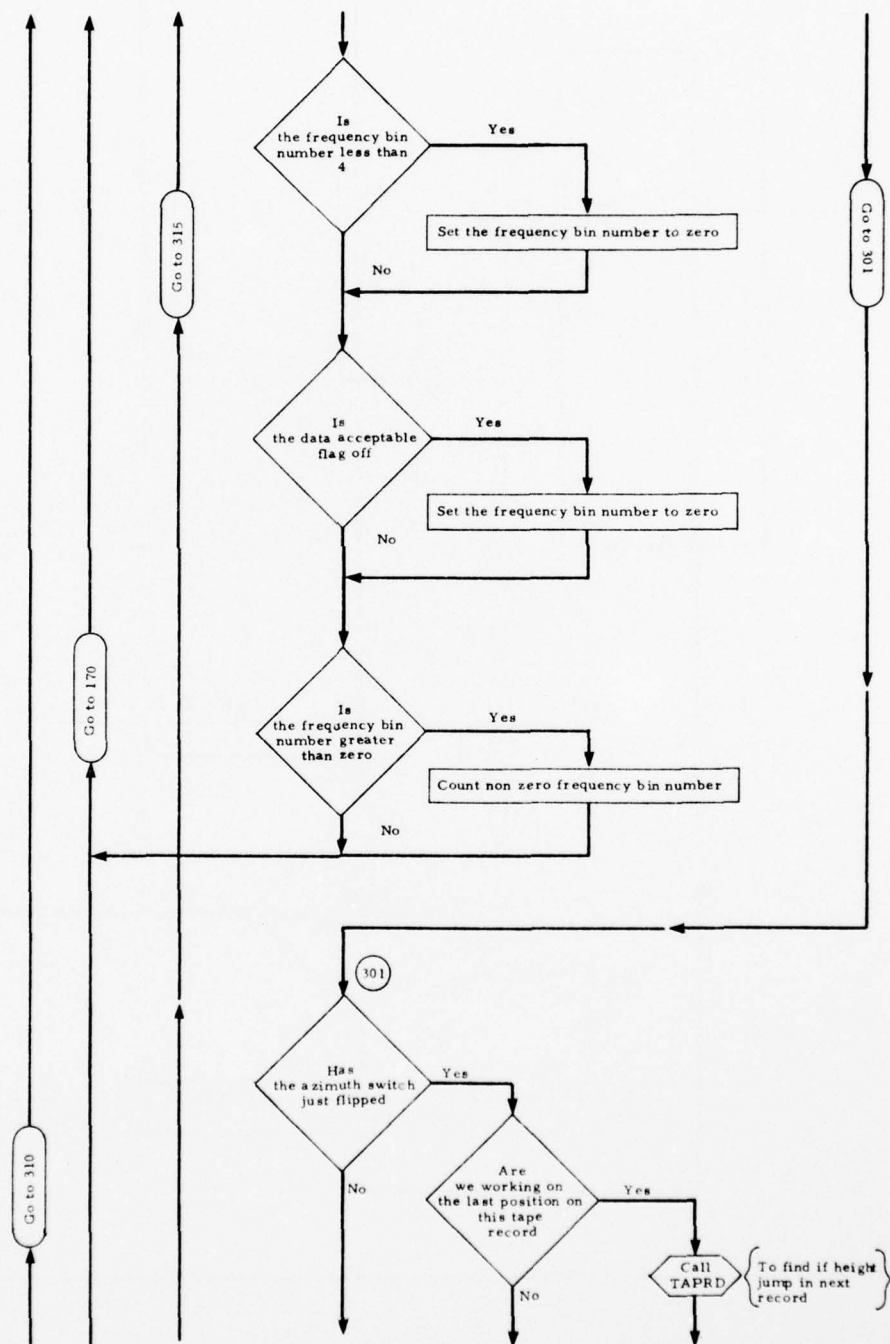 Is
the frequency bin
number less than
4
Yes
Set the frequency bin number to zero
No
Go to 315
Go to 301
Is
the data acceptable
flag off
Yes
Set the frequency bin number to zero
No
Go to 170
Is
the frequency bin
number greater
than zero
Yes
Count non zero frequency bin number
No
301
Has
the azimuth switch
just flipped
Yes
No
Go to 310
Are
we working on
the last position on
this tape
record
Yes
No
Call
TAPRD
To find if height
jump in next
record